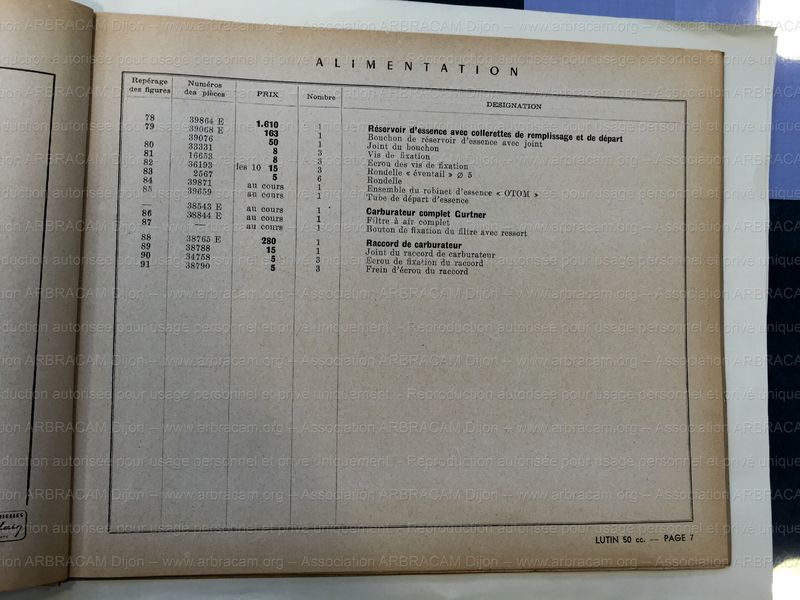 ALIMENTATION
Repérage des figures Numéros des pièces PRIX Nombre DESIGNATION
78 39864 E 1.610 1 Réservoir d'essence avec collerettes de remplissage et de départ
79 39068 E 163 1 Bouchon de réservoir d'essence avec joint
39076 50 1 Joint du bouchon
80 33331 8 3 Vis de fixation
81 16653 8 3 Ecrou des vis de fixation
82 36193 les 10 15 3 Rondelle « éventail » Ø 5
83 2567 5 6 Rondelle
84 39871 au cours 1 Ensemble du robinet d'essence « OTOM »
85 39659 au cours 1 Tube de départ d'essence
— 38543 E au cours 1 Carburateur complet Gurtner
86 38844 E au cours 1 Filtre à air complet
87 — au cours 1 Bouton de fixation du filtre avec ressort
88 38765 E 280 1 Raccord de carburateur
89 38788 15 1 Joint du raccord de carburateur
90 34758 5 3 Ecrou de fixation du raccord
91 38790 5 3 Frein d'écrou du raccord
LUTIN 50 cc. — PAGE 7
Association ARBRACAM Dijon – www.arbracam.org – Association ARBRACAM Dijon
Reproduction autorisée pour usage personnel et privé uniquement